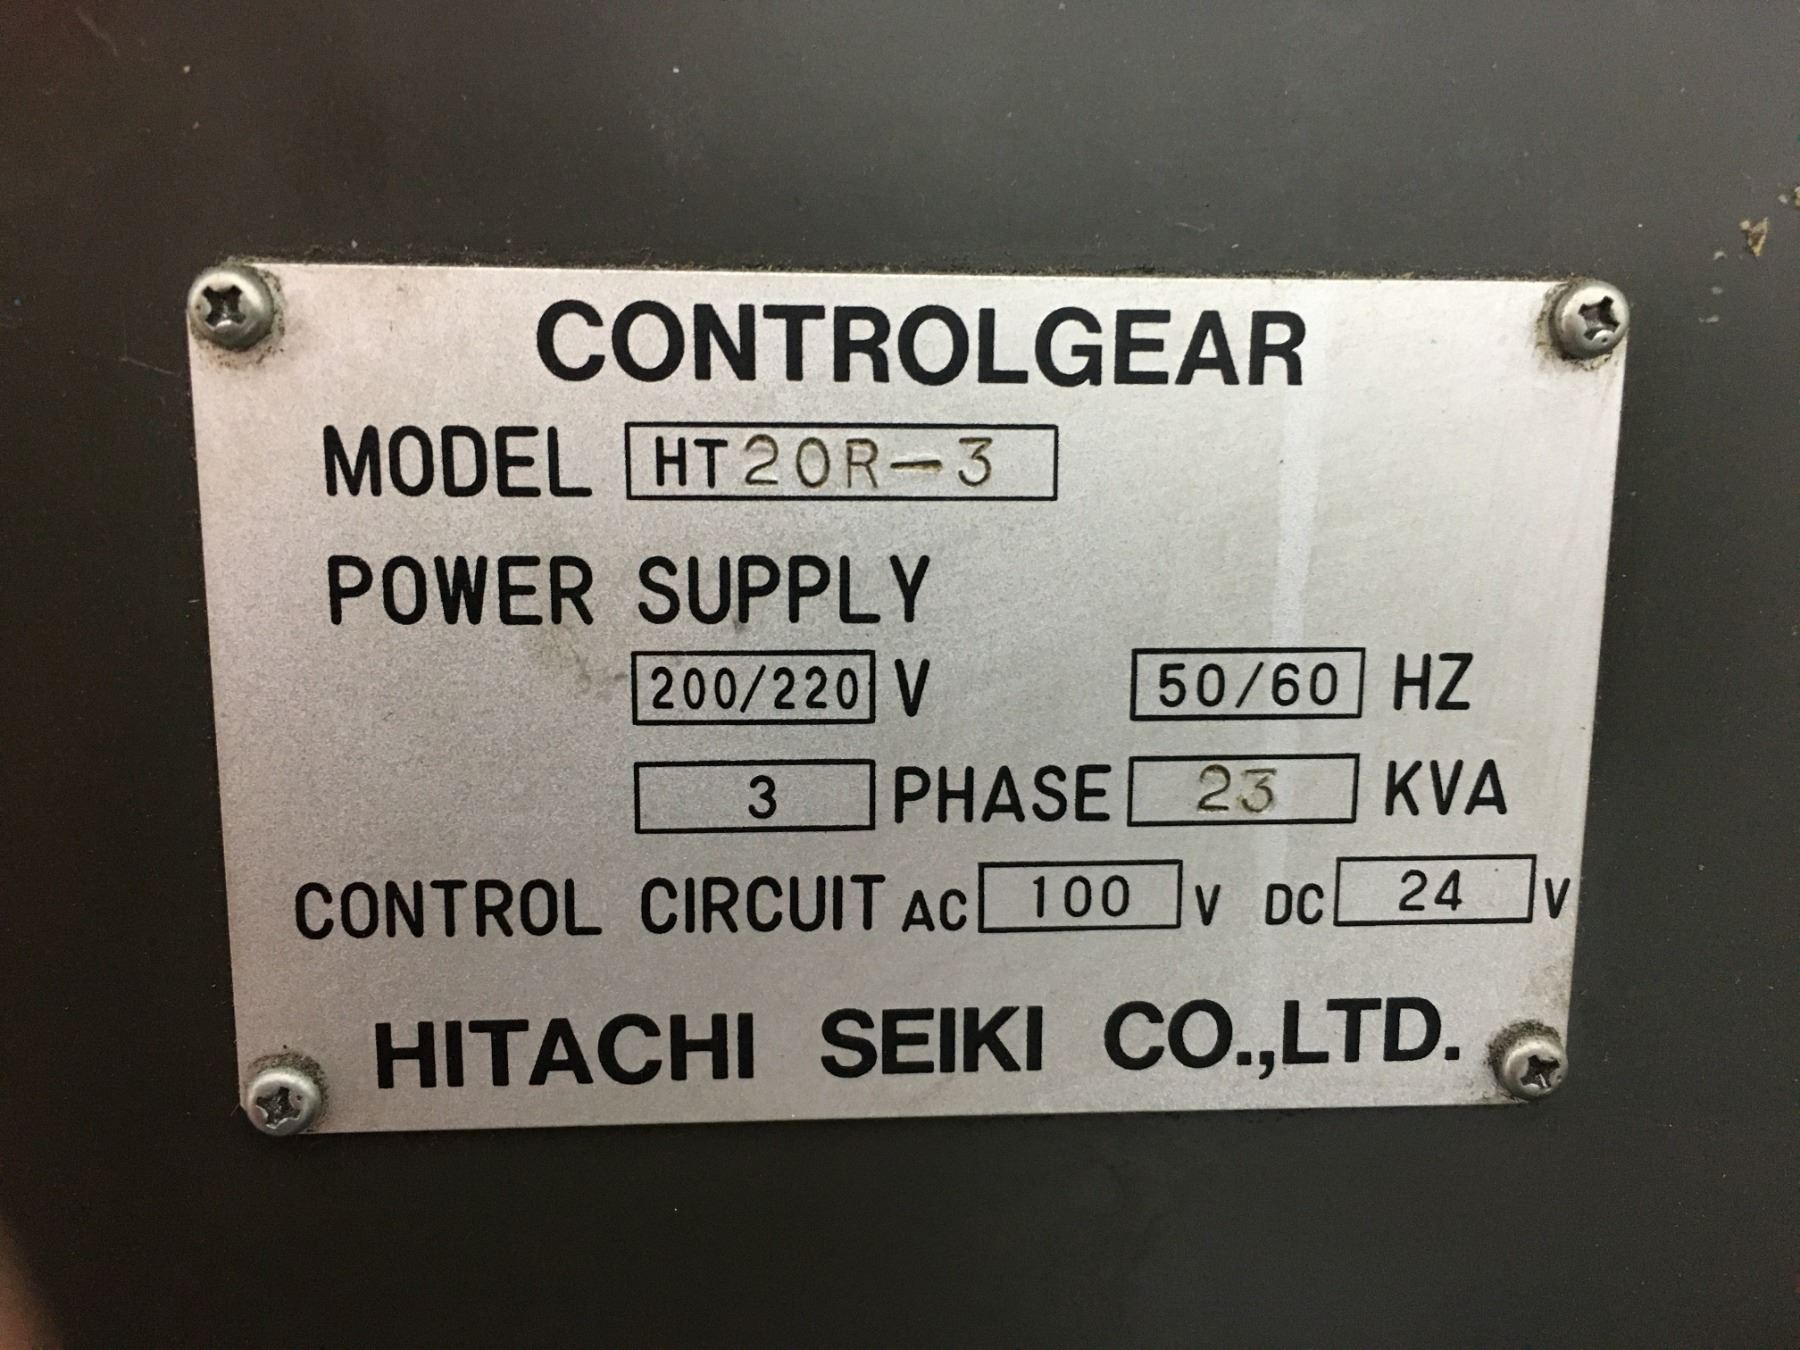 CONTROLGEAR
MODEL HT20R-3
POWER SUPPLY
200/220 V 50/60 HZ
3 PHASE 23 KVA
CONTROL CIRCUIT AC 100 V DC 24 V
HITACHI SEIKI CO.,LTD.